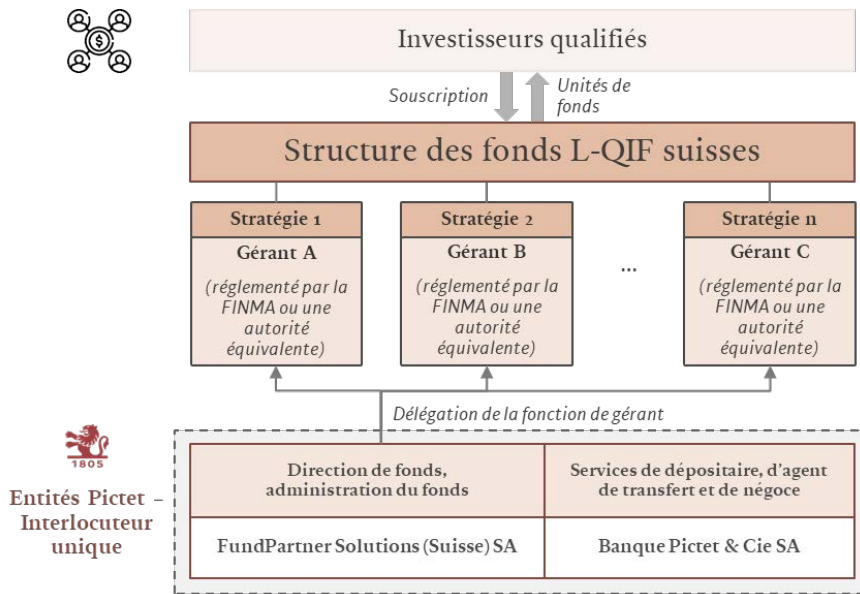 Investisseurs qualifiés
Souscription
Unités de
fonds
Structure des fonds L-QIF suisses
Stratégie 1
Gérant A
(réglementé par la
FINMA ou une
autorité
équivalente)
Stratégie 2
Gérant B
(réglementé par la
FINMA ou une
autorité
équivalente)
...
Stratégie n
Gérant C
(réglementé par la
FINMA ou une
autorité
équivalente)
Délégation de la fonction de gérant
1805
Entités Pictet –
Interlocuteur
unique
Direction de fonds,
administration du fonds
Services de dépositaire, d'agent
de transfert et de négoce
FundPartner Solutions (Suisse) SA
Banque Pictet & Cie SA